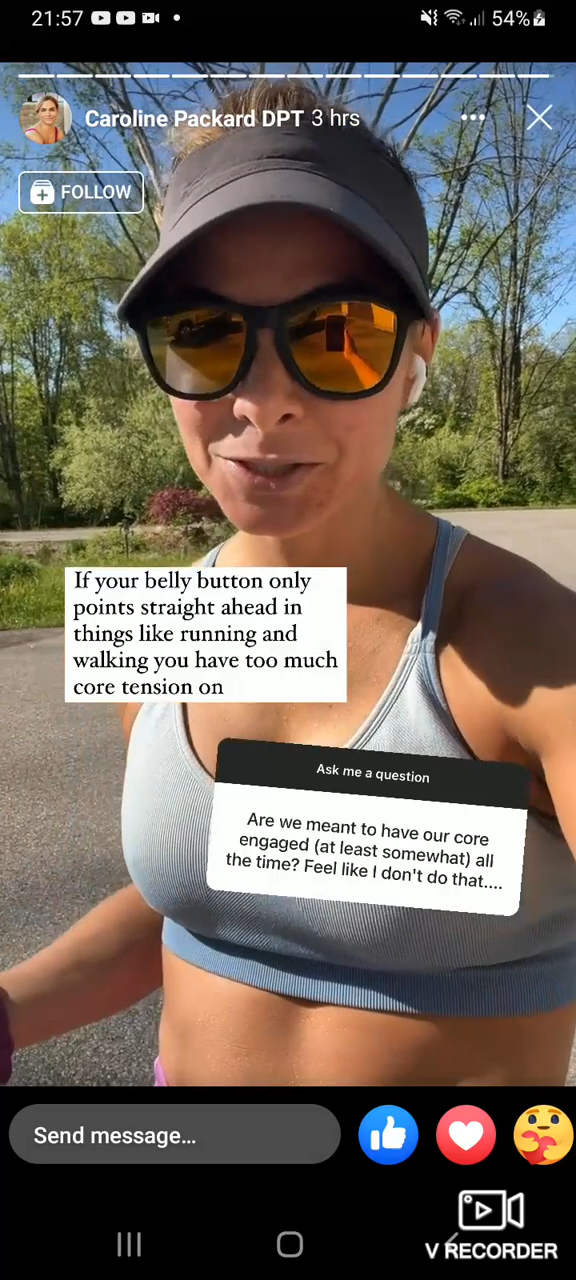 21:57
54%
Caroline Packard DPT 3 hrs
FOLLOW
If your belly button only
points straight ahead in
things like running and
walking you have too much
core tension on
Ask me a question
Are we meant to have our core
engaged (at least somewhat) all
the time? Feel like I don't do that....
Send message...
V RECORDER